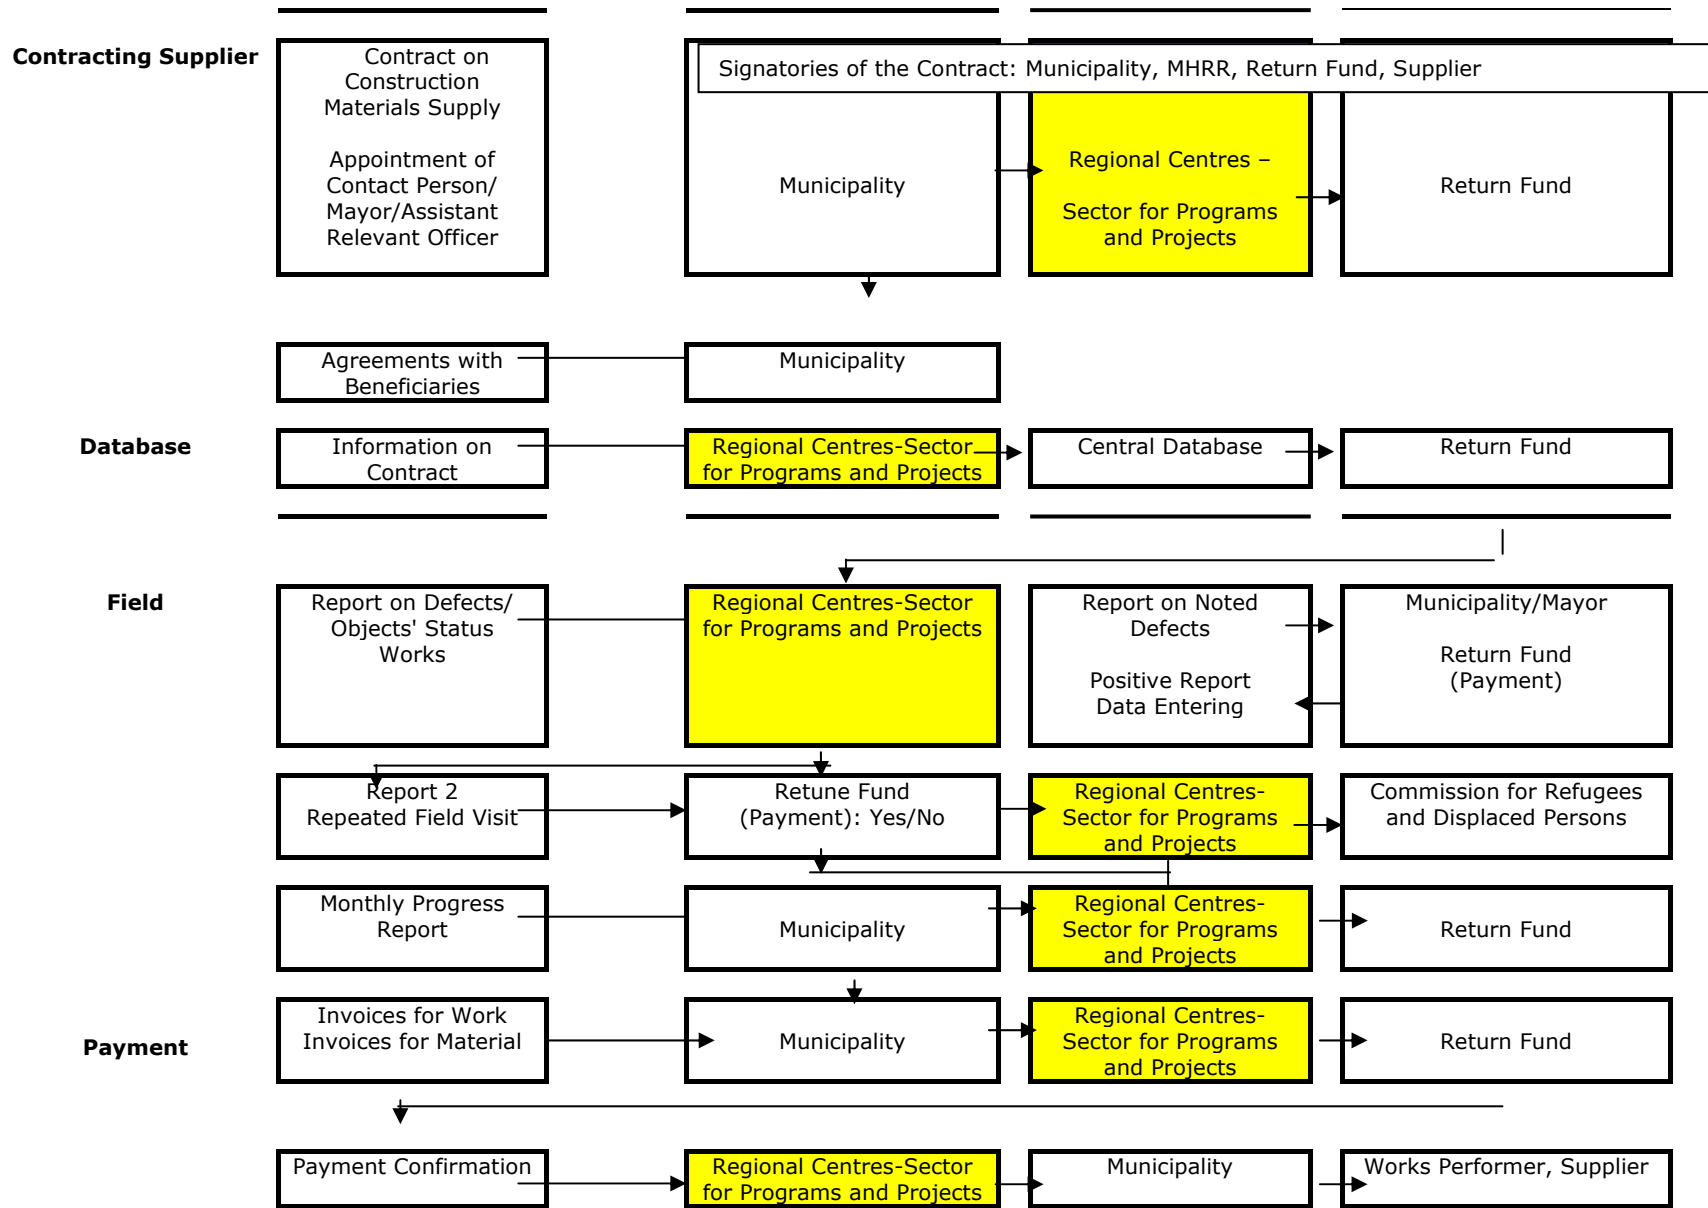 Contracting Supplier
Contract on
Construction
Materials Supply
Appointment of
Contact Person/
Mayor/Assistant
Relevant Officer
Signatories of the Contract: Municipality, MHRR, Return Fund, Supplier
Municipality
Regional Centres –
Sector for Programs
and Projects
Return Fund
Agreements with
Beneficiaries
Municipality
Database
Information on
Contract
Regional Centres-Sector
for Programs and Projects
Central Database
Return Fund
Field
Report on Defects/
Objects' Status
Works
Regional Centres-Sector
for Programs and Projects
Report on Noted
Defects
Positive Report
Data Entering
Municipality/Mayor
Return Fund
(Payment)
Report 2
Repeated Field Visit
Retune Fund
(Payment): Yes/No
Regional Centres-
Sector for Programs
and Projects
Commission for Refugees
and Displaced Persons
Monthly Progress
Report
Municipality
Regional Centres-
Sector for Programs
and Projects
Return Fund
Payment
Invoices for Work
Invoices for Material
Municipality
Regional Centres-
Sector for Programs
and Projects
Return Fund
Payment Confirmation
Regional Centres-Sector
for Programs and Projects
Municipality
Works Performer, Supplier